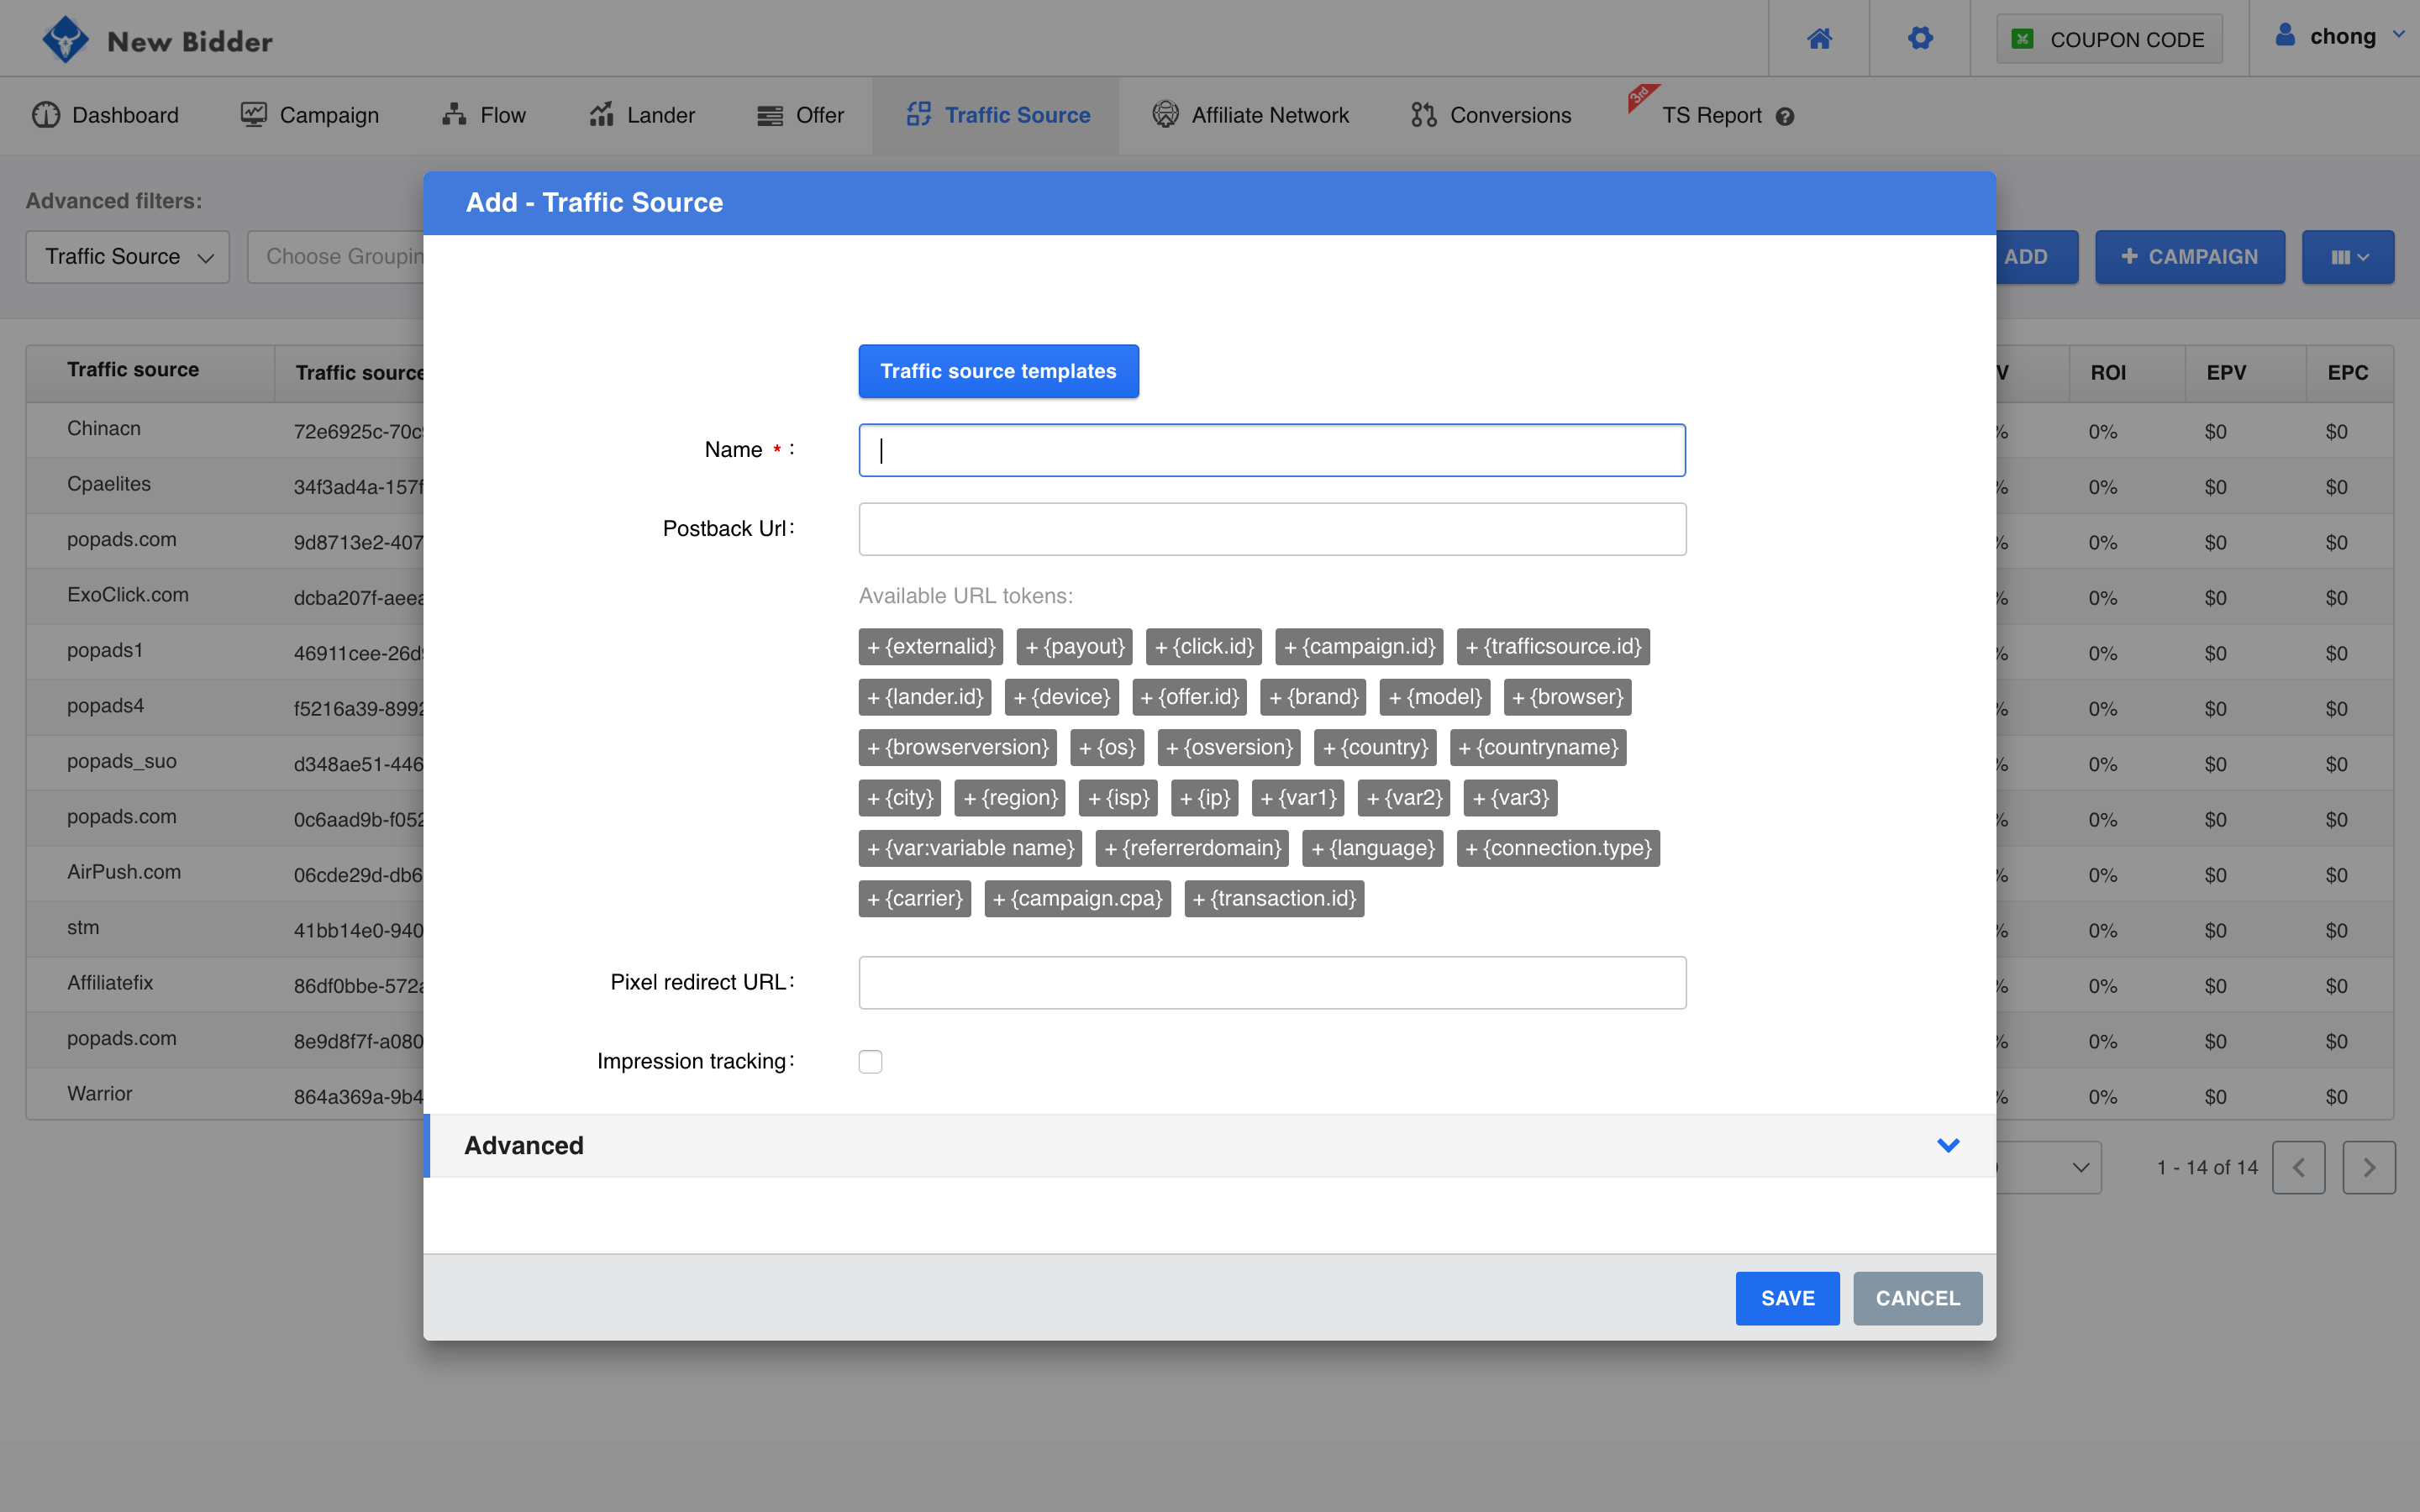 New Bidder
COUPON CODE
chong
Dashboard
Campaign
Flow
Lander
Offer
Traffic Source
Affiliate Network
Conversions
3rd
TS Report
Advanced filters:
Traffic Source
Choose Groupin
ADD
+ CAMPAIGN
Add - Traffic Source
Traffic source templates
Name * :
Postback Url:
Available URL tokens:
+ {externalid} + {payout} + {click.id} + {campaign.id} + {trafficsource.id}
+ {lander.id} + {device} + {offer.id} + {brand} + {model} + {browser}
+ {browserversion} + {os} + {osversion} + {country} + {countryname}
+ {city} + {region} + {isp} + {ip} + {var1} + {var2} + {var3}
+ {var:variable name} + {referrerdomain} + {language} + {connection.type}
+ {carrier} + {campaign.cpa} + {transaction.id}
Pixel redirect URL:
Impression tracking:
Advanced
SAVE
CANCEL
Traffic source Traffic source V ROI EPV EPC
Chinacn 72e6925c-70c % 0% $0 $0
Cpaelites 34f3ad4a-157f % 0% $0 $0
popads.com 9d8713e2-407 % 0% $0 $0
ExoClick.com dcba207f-aeea % 0% $0 $0
popads1 46911cee-26d % 0% $0 $0
popads4 f5216a39-8992 % 0% $0 $0
popads_suo d348ae51-446 % 0% $0 $0
popads.com 0c6aad9b-f052 % 0% $0 $0
AirPush.com 06cde29d-db6 % 0% $0 $0
stm 41bb14e0-940 % 0% $0 $0
Affiliatefix 86df0bbe-572a % 0% $0 $0
popads.com 8e9d8f7f-a080 % 0% $0 $0
Warrior 864a369a-9b4 % 0% $0 $0
1 - 14 of 14